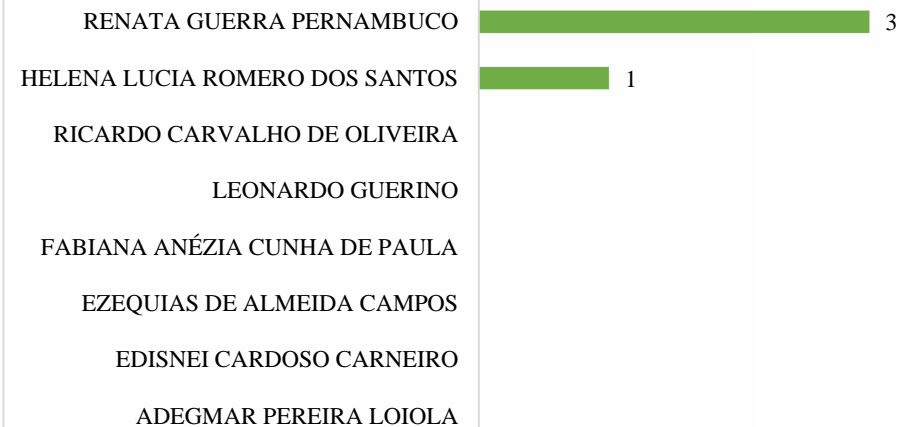 RENATA GUERRA PERNAMBUCO 3
HELENA LUCIA ROMERO DOS SANTOS 1
RICARDO CARVALHO DE OLIVEIRA
LEONARDO GUERINO
FABIANA ANÉZIA CUNHA DE PAULA
EZEQUIAS DE ALMEIDA CAMPOS
EDISNEI CARDOSO CARNEIRO
ADEGMAR PEREIRA LOIOLA